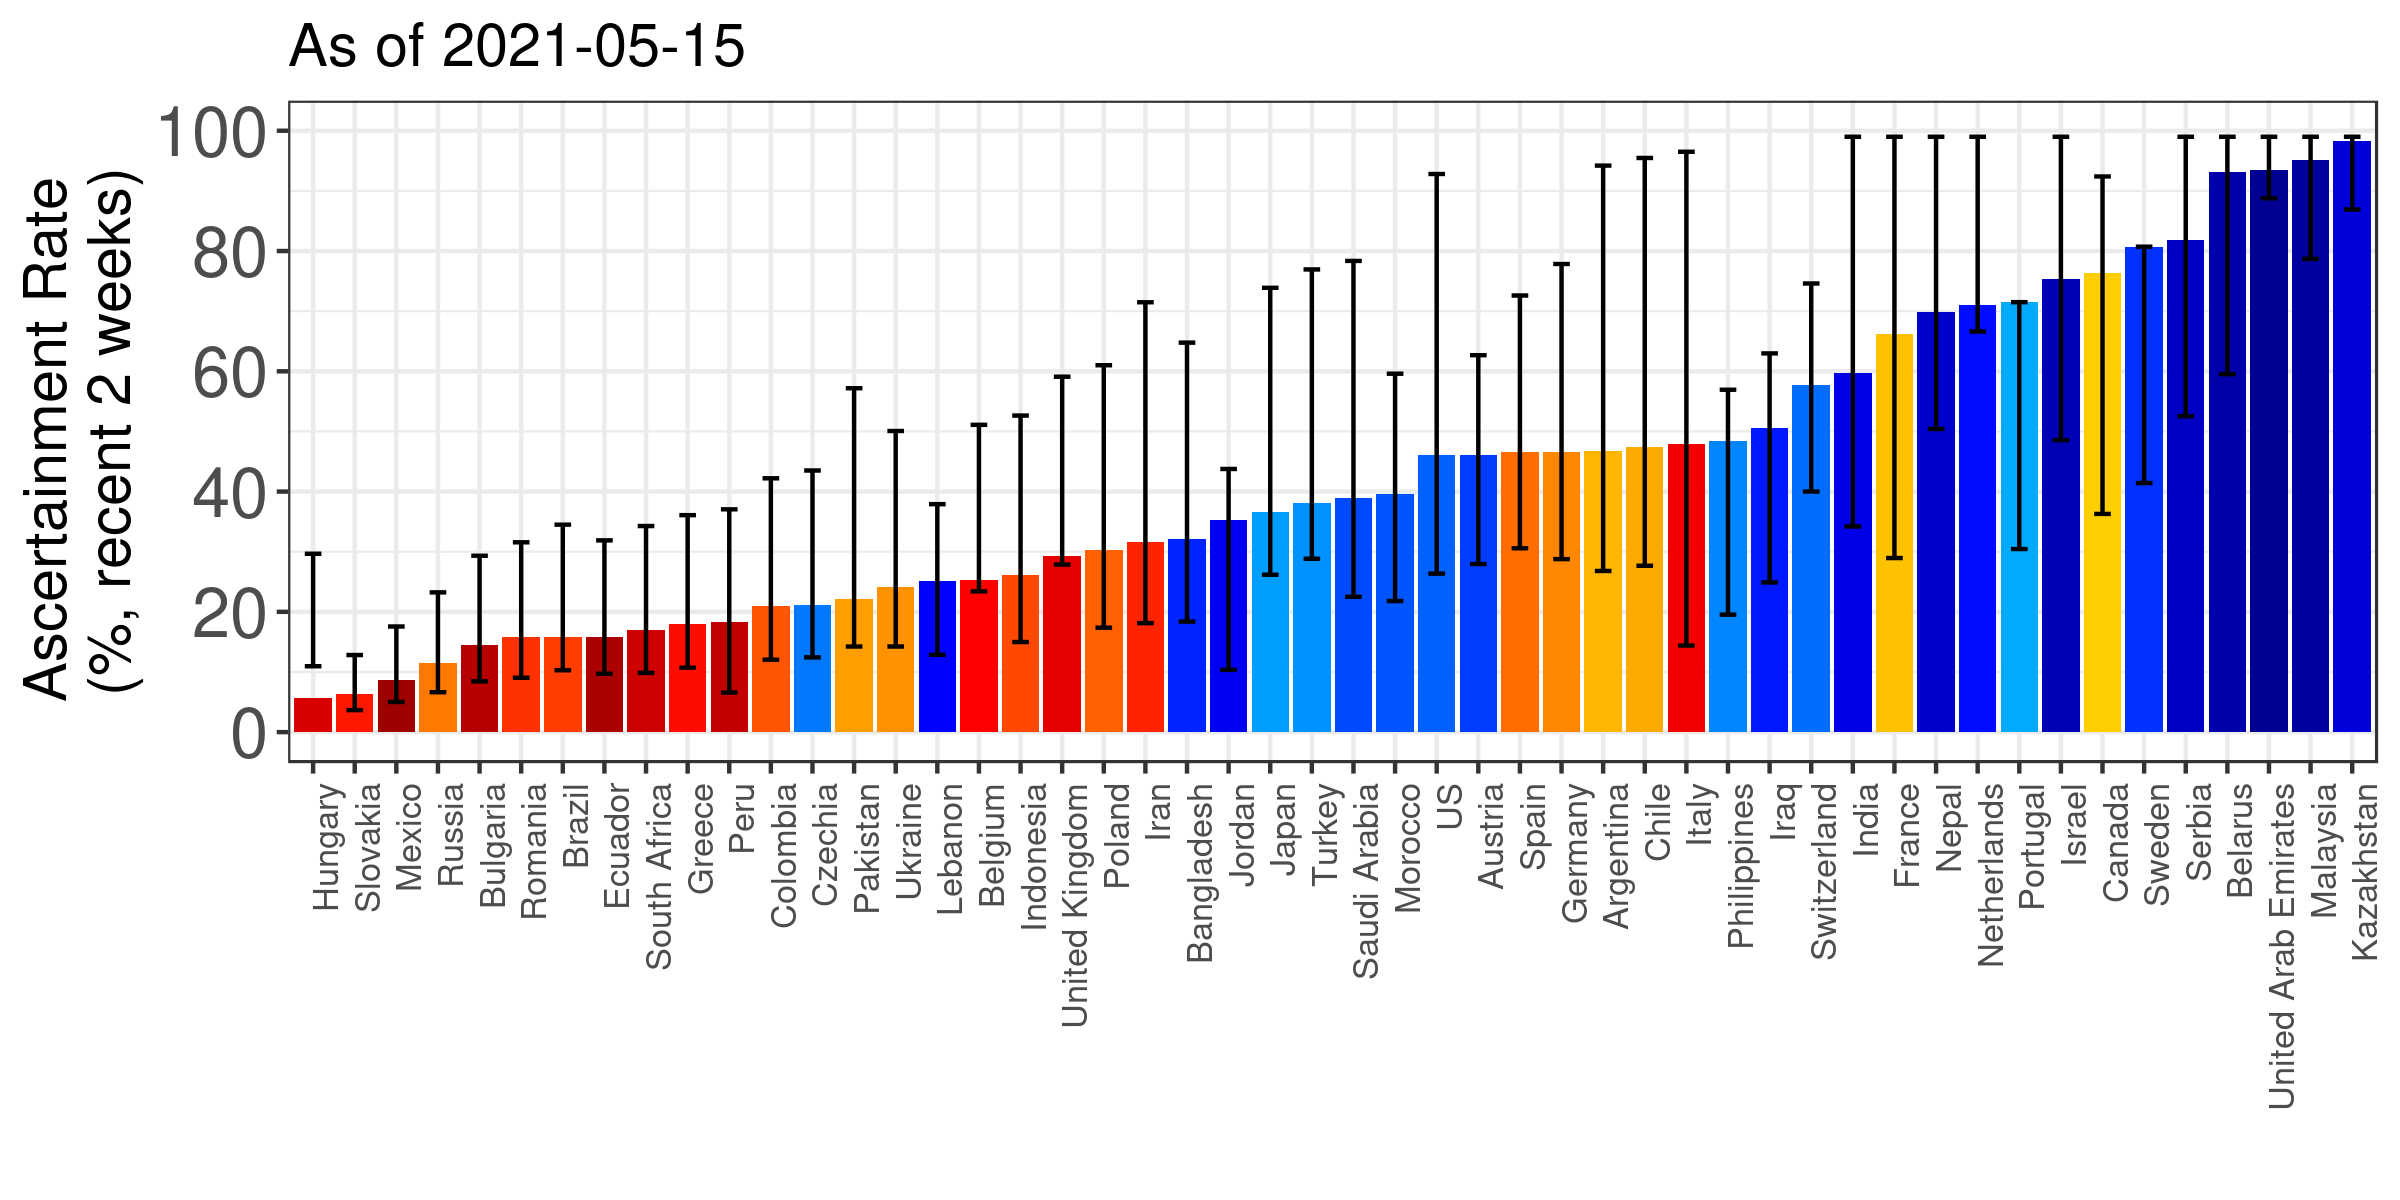 As of 2021-05-15
Ascertainment Rate
(%, recent 2 weeks)
100
80
60
40
20
0
Hungary
Slovakia
Mexico
Russia
Bulgaria
Romania
Brazil
Ecuador
South Africa
Greece
Peru
Colombia
Czechia
Pakistan
Ukraine
Lebanon
Belgium
Indonesia
United Kingdom
Poland
Iran
Bangladesh
Jordan
Japan
Turkey
Saudi Arabia
Morocco
US
Austria
Spain
Germany
Argentina
Chile
Italy
Philippines
Iraq
Switzerland
India
France
Nepal
Netherlands
Portugal
Israel
Canada
Sweden
Serbia
Belarus
United Arab Emirates
Malaysia
Kazakhstan